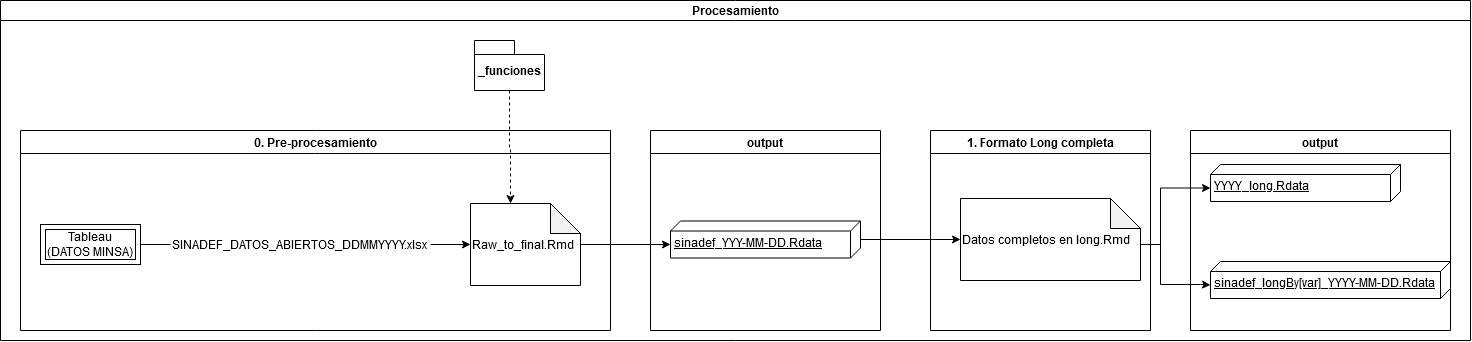 Procesamiento
_funciones
0. Pre-procesamiento
output
1. Formato Long completa
output
YYYY_long.Rdata
Tableau
(DATOS MINSA)
SINADEF_DATOS_ABIERTOS_DDMMYYYY.xlsx
Raw_to_final.Rmd
sinadef_YYY-MM-DD.Rdata
Datos completos en long.Rmd
sinadef_longBy[var]_YYYY-MM-DD.Rdata